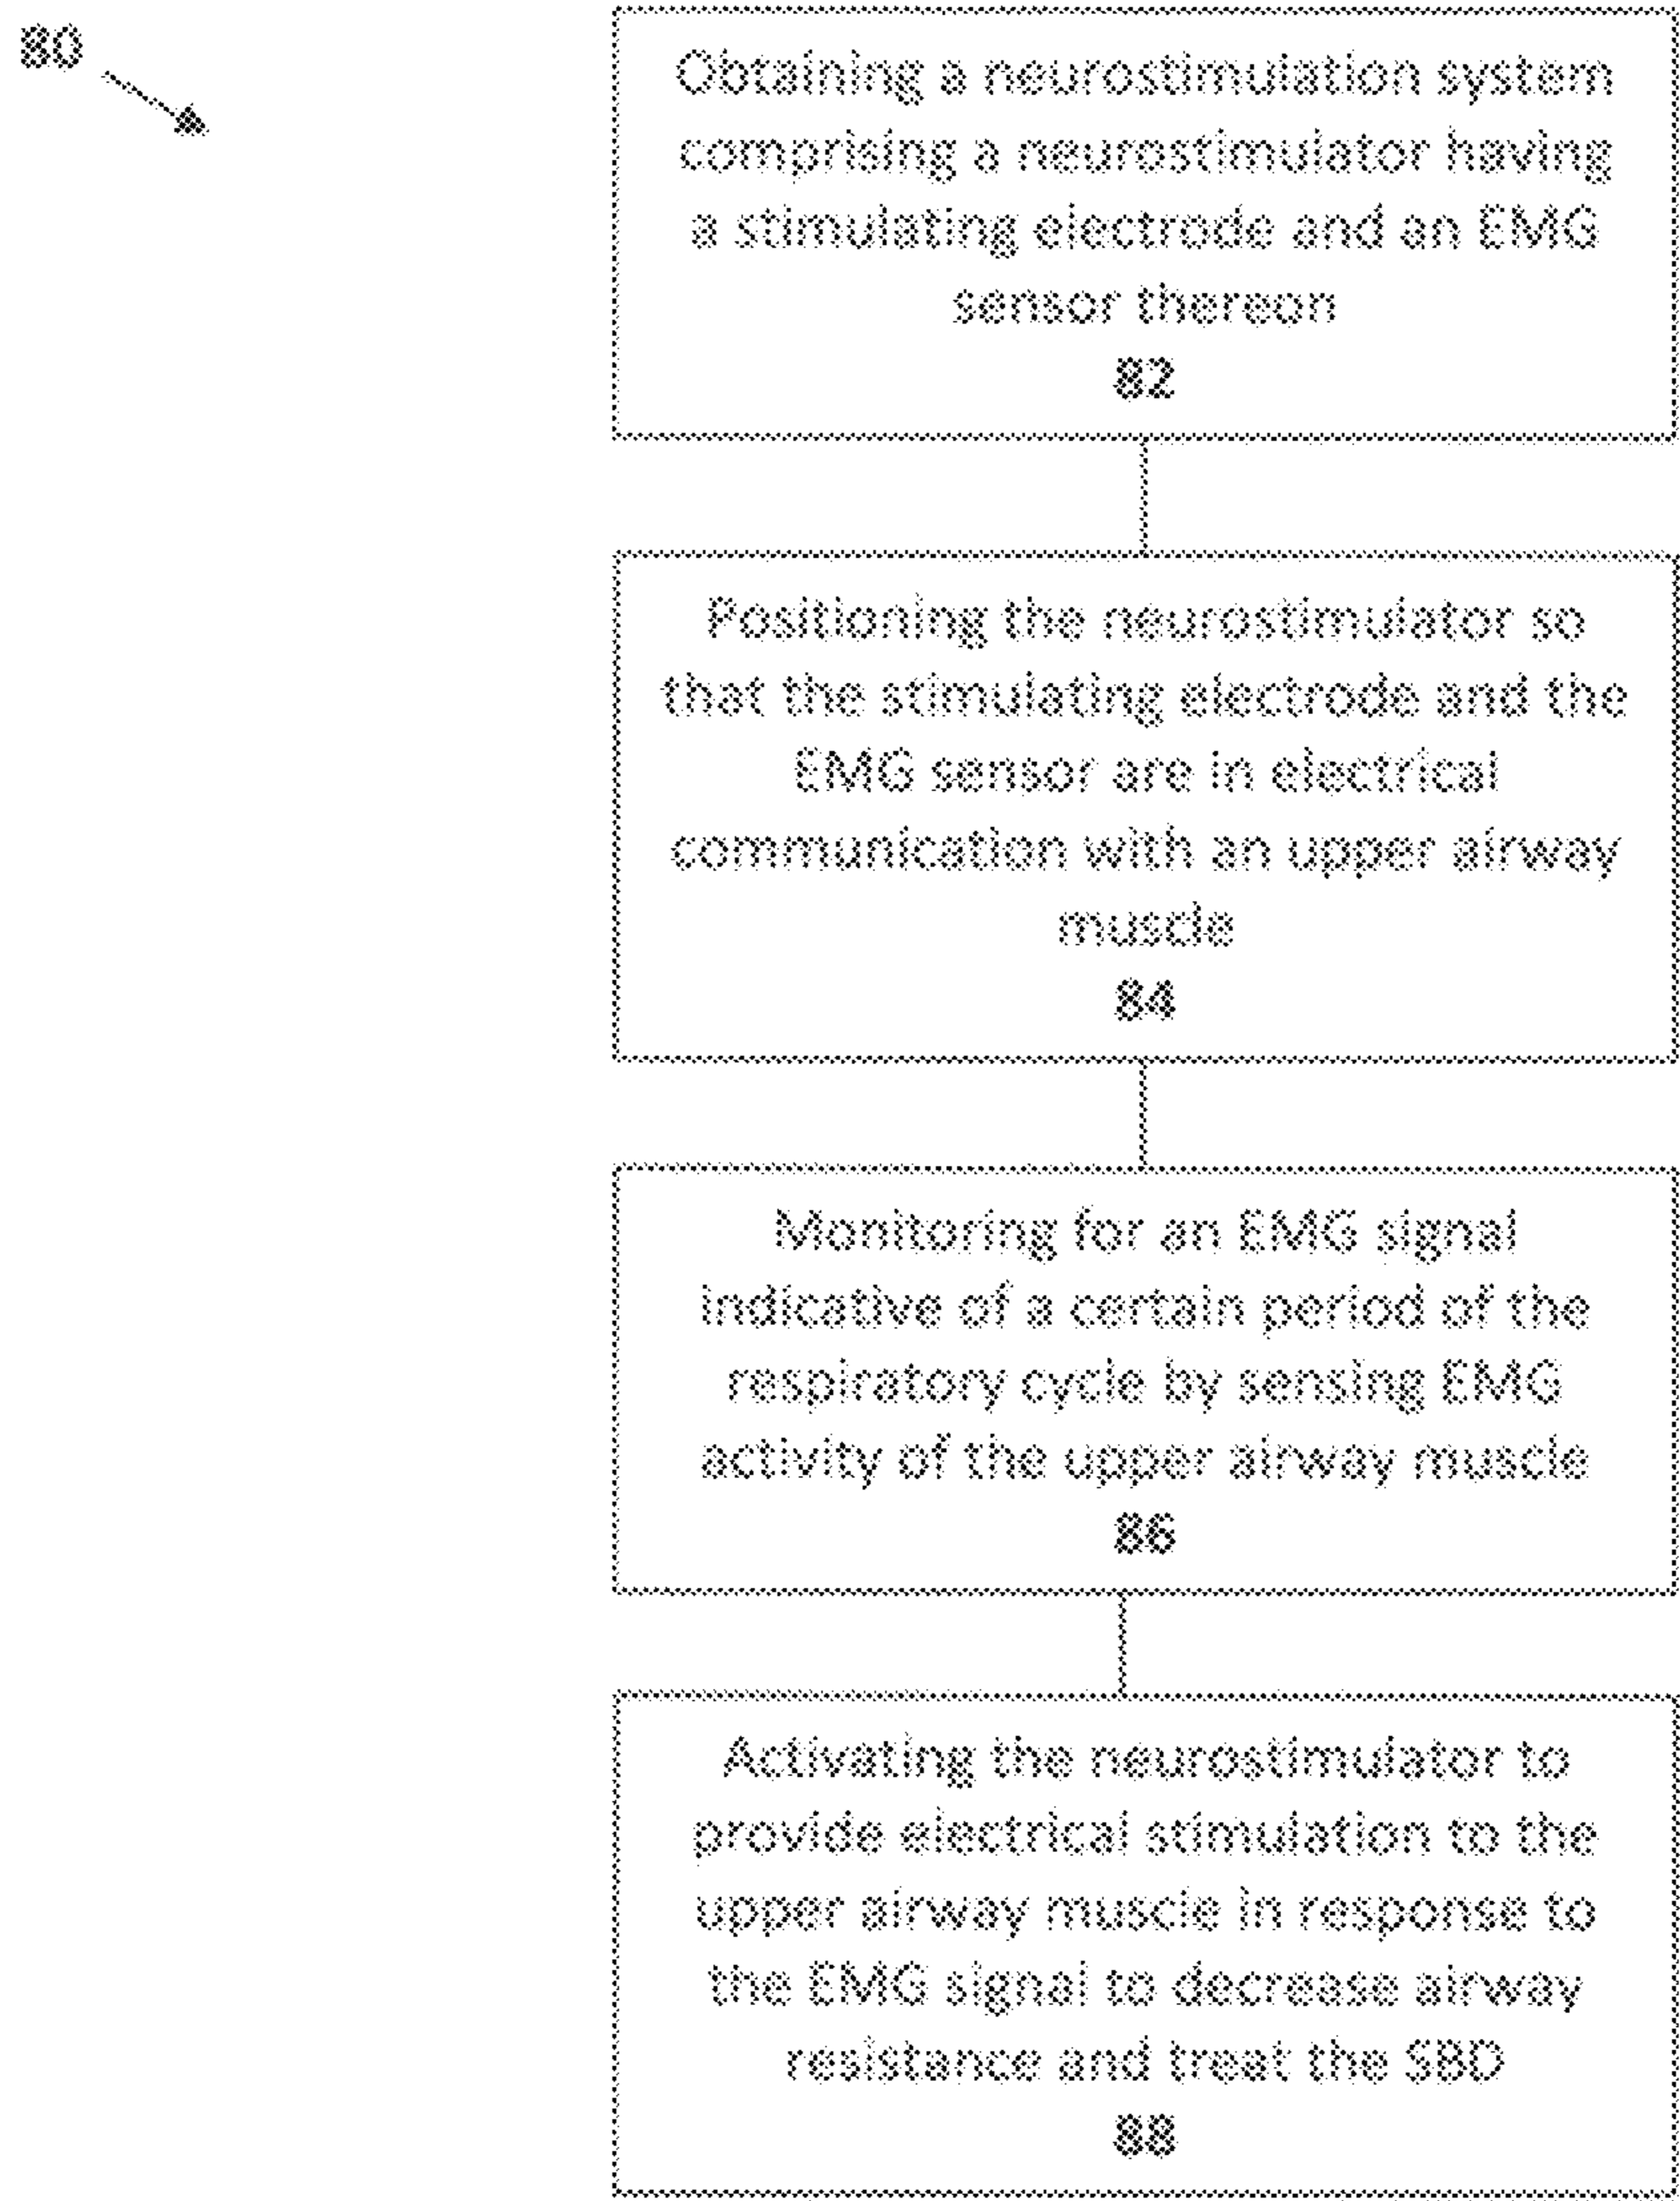 80
Obtaining a neurostimulation system
comprising a neurostimulator having
a stimulating electrode and an EMG
sensor thereon
82
Positioning the neurostimulator so
that the stimulating electrode and the
EMG sensor are in electrical
communication with an upper airway
muscle
84
Monitoring for an EMG signal
indicative of a certain period of the
respiratory cycle by sensing EMG
activity of the upper airway muscle
86
Activating the neurostimulator to
provide electrical stimulation to the
upper airway muscle in response to
the EMG signal to decrease airway
resistance and treat the SBD
88